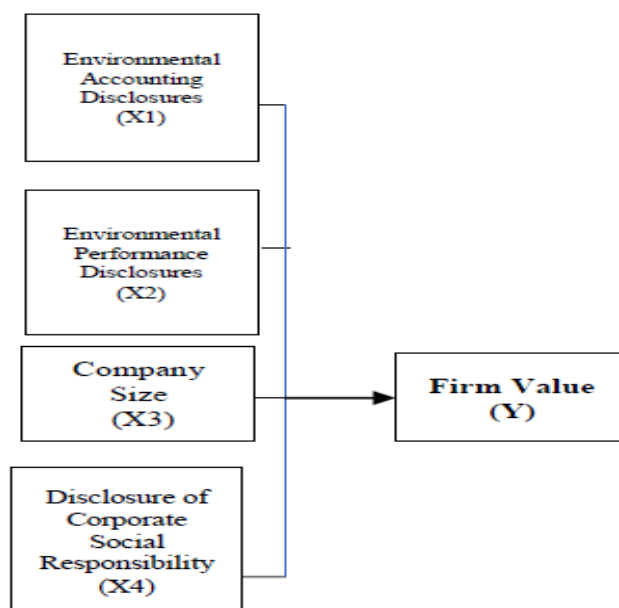 Environmental
Accounting
Disclosures
(X1)
Environmental
Performance
Disclosures
(X2)
Company
Size
(X3)
Firm Value
(Y)
Disclosure of
Corporate
Social
Responsibility
(X4)